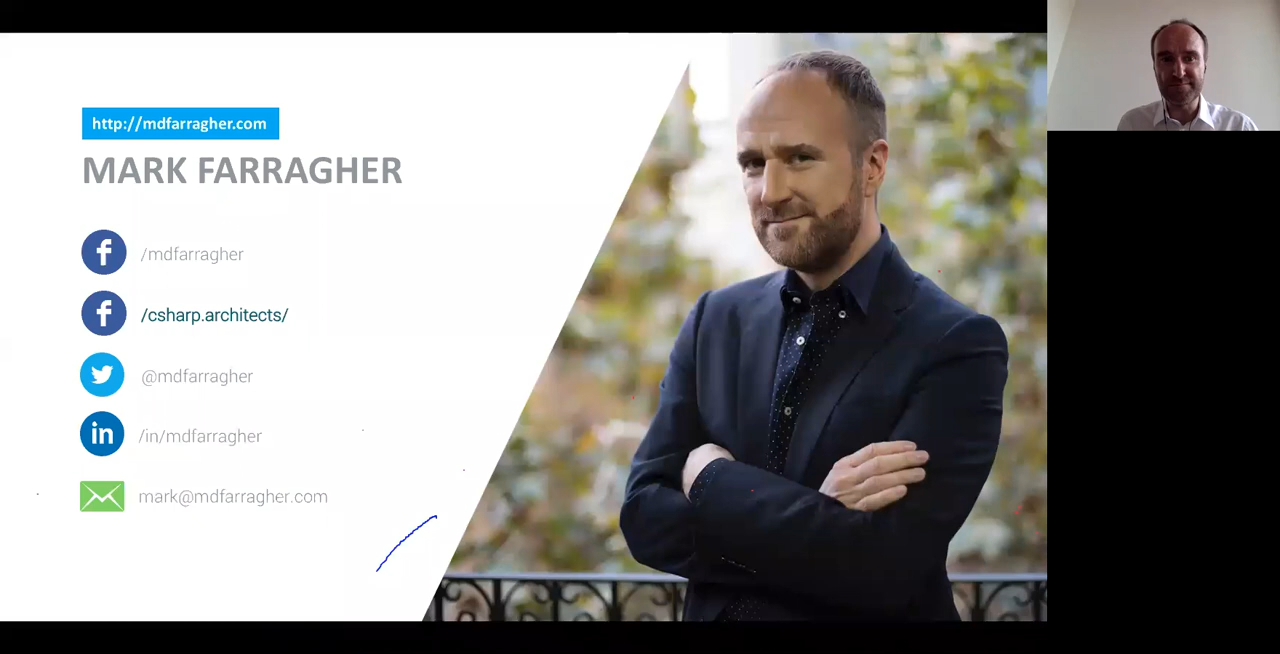 http://mdfarragher.com
MARK FARRAGHER
/mdfarragher
/csharp.architects/
@mdfarragher
/in/mdfarragher
mark@mdfarragher.com